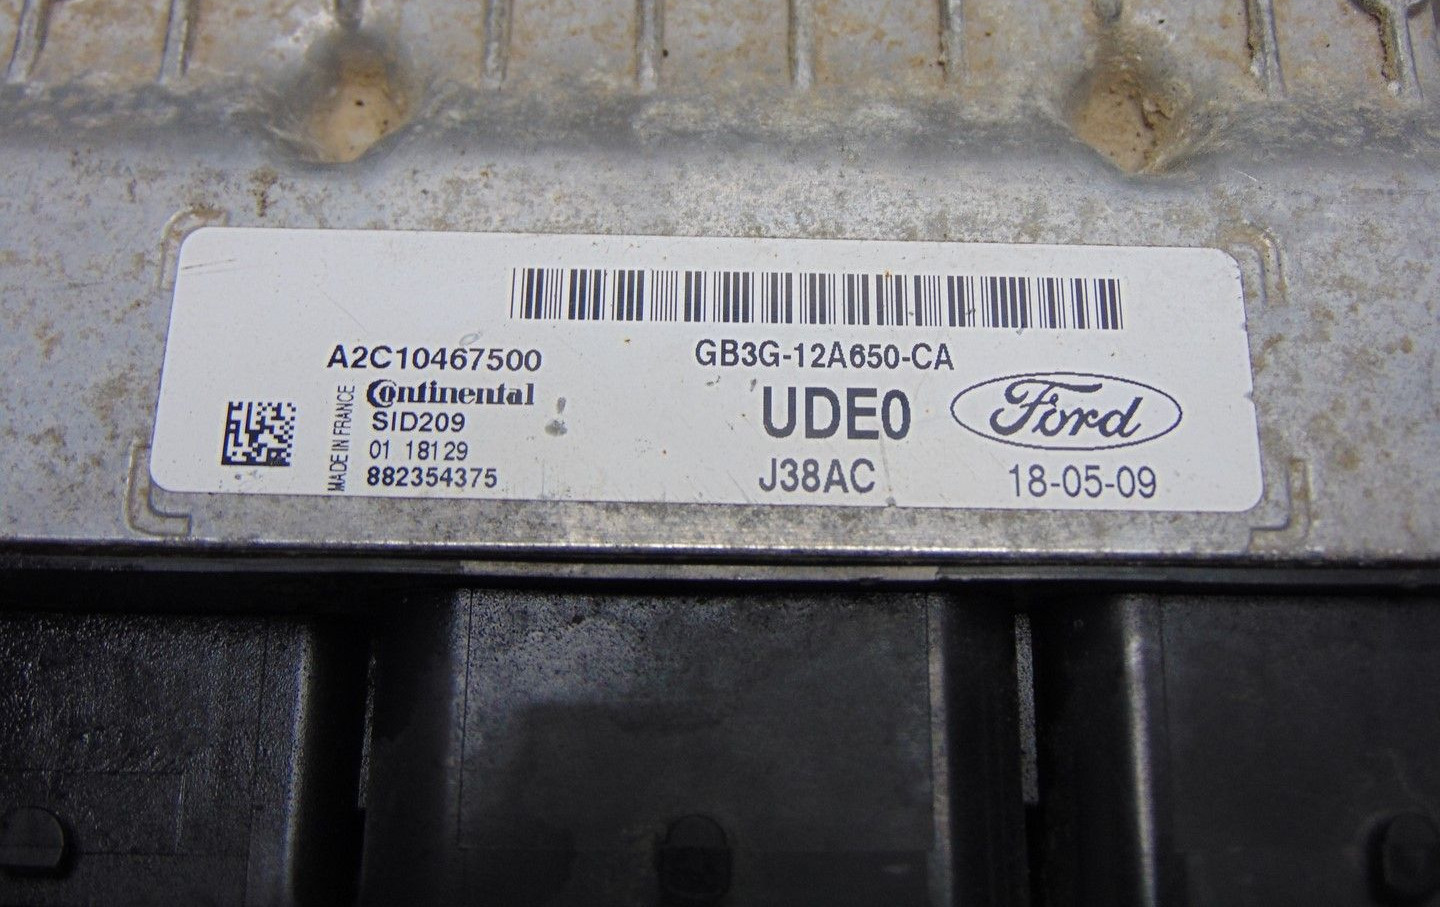 A2C10467500
MADE IN FRANCE
Continental
SID209
01 18129
882354375
GB3G-12A650-CA
UDE0
Ford
J38AC
18-05-09